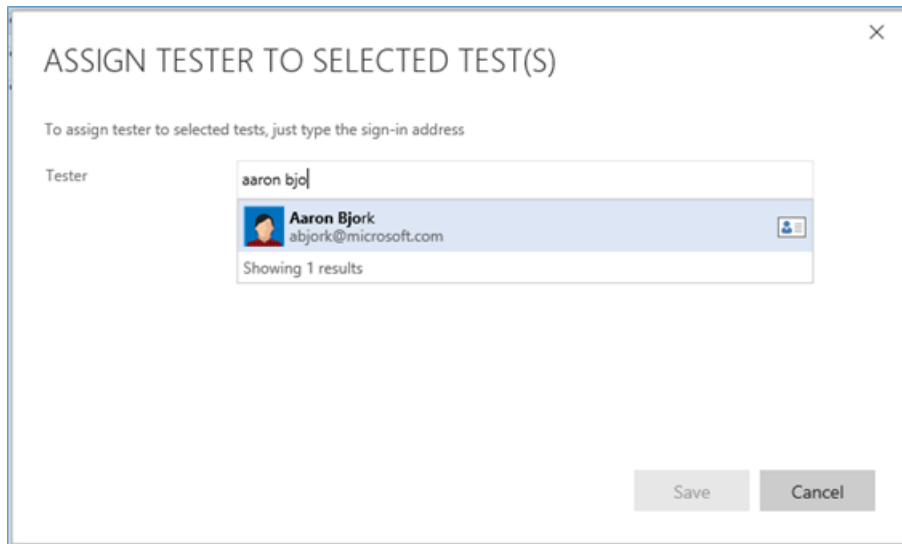 ASSIGN TESTER TO SELECTED TEST(S)
To assign tester to selected tests, just type the sign-in address
Tester
aaron bjo
Aaron Bjork
abjork@microsoft.com
Showing 1 results
Save
Cancel